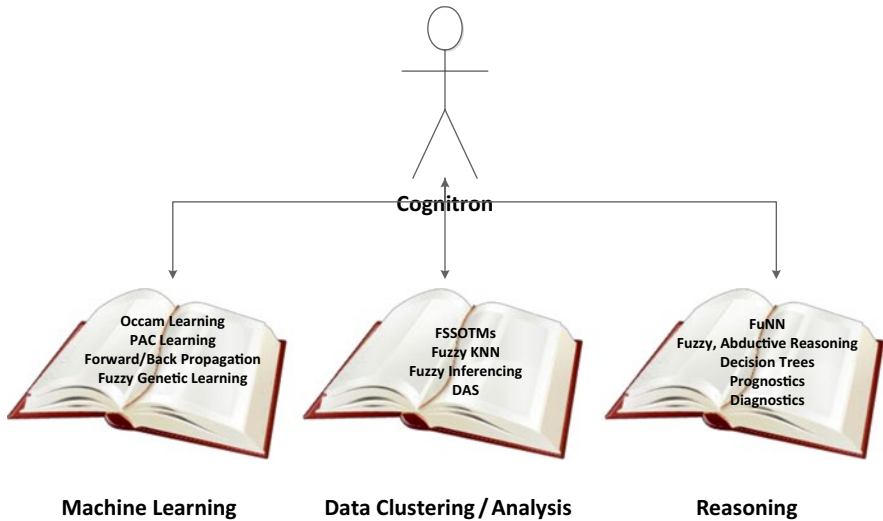 Cognitron
Occam Learning
PAC Learning
Forward/Back Propagation
Fuzzy Genetic Learning
FSSOTMs
Fuzzy KNN
Fuzzy Inferencing
DAS
FuNN
Fuzzy, Abductive Reasoning
Decision Trees
Prognostics
Diagnostics
Machine Learning
Data Clustering / Analysis
Reasoning